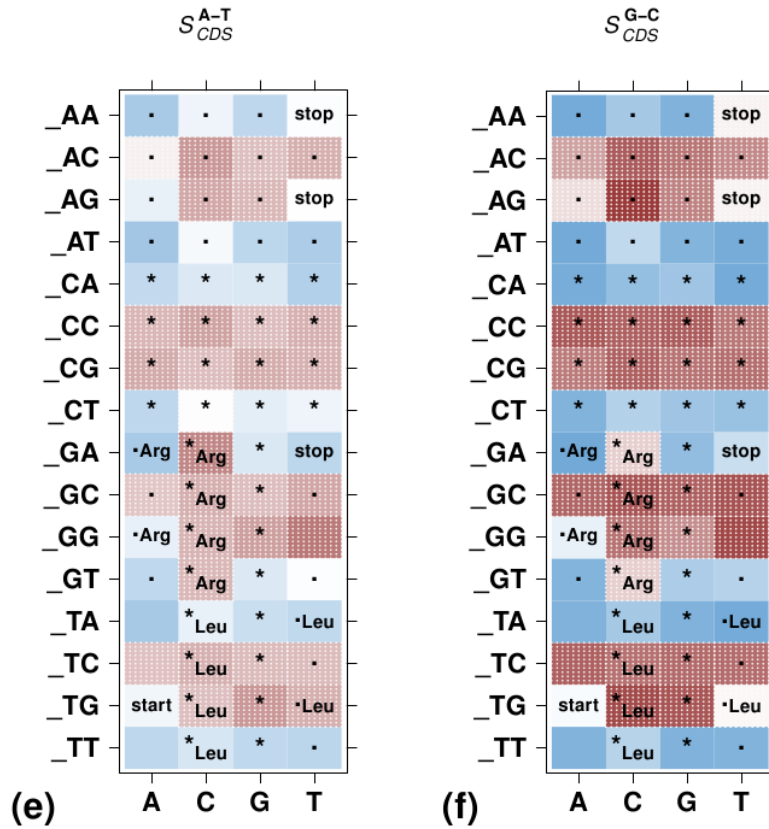 S_CDS^A–T S_CDS^G–C
_AA · · · stop _AA · · · stop
_AC · · · · _AC · · · ·
_AG · · · stop _AG · · · stop
_AT · · · · _AT · · · ·
_CA * * * * _CA * * * *
_CC * * * * _CC * * * *
_CG * * * * _CG * * * *
_CT * * * * _CT * * * *
_GA ·Arg *Arg * stop _GA ·Arg *Arg * stop
_GC · *Arg * · _GC · *Arg * ·
_GG ·Arg *Arg * _GG ·Arg *Arg *
_GT · *Arg * · _GT · *Arg * ·
_TA *Leu * ·Leu _TA *Leu * ·Leu
_TC *Leu * · _TC *Leu * ·
_TG start *Leu * ·Leu _TG start *Leu * ·Leu
_TT *Leu * · _TT *Leu * ·
(e) A C G T (f) A C G T